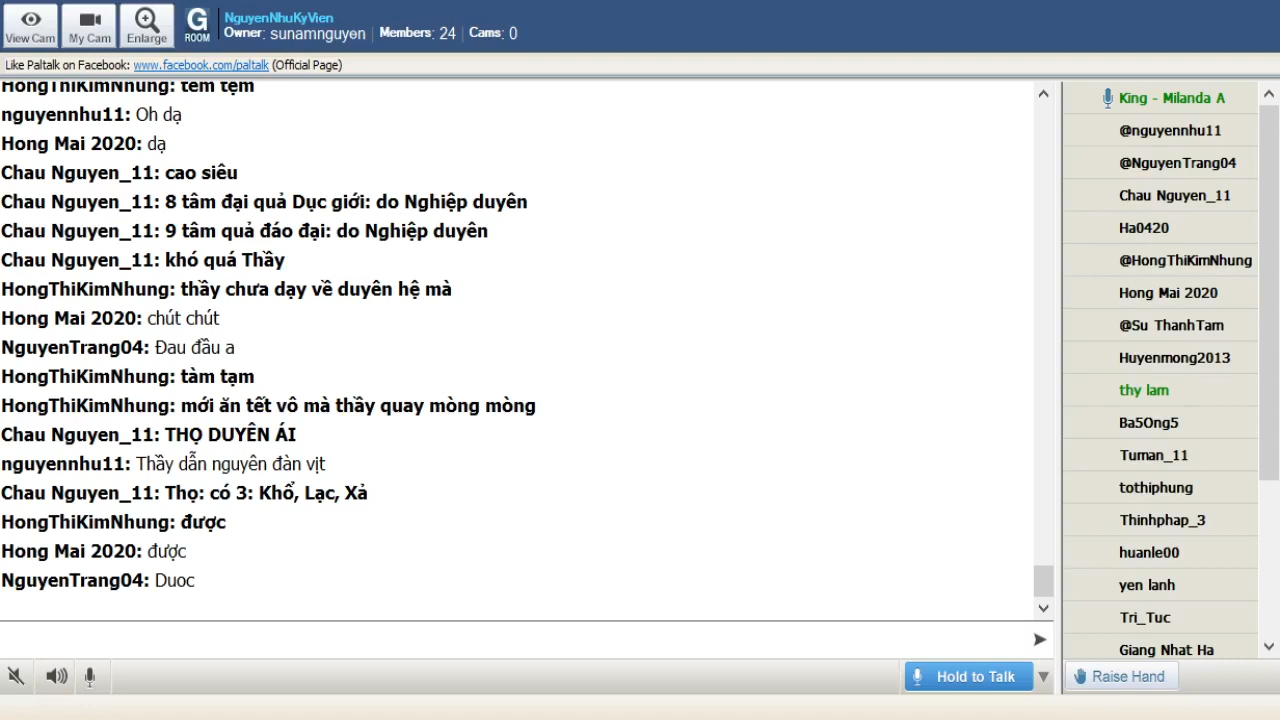 View Cam
My Cam
Enlarge
G
ROOM
NguyenNhuKyVien
Owner: sunamnguyen | Members: 24 | Cams: 0
Like Paltalk on Facebook: www.facebook.com/paltalk (Official Page)
HongThiKimNhung: tèm tẹm
nguyennhu11: Oh dạ
Hong Mai 2020: dạ
Chau Nguyen_11: cao siêu
Chau Nguyen_11: 8 tâm đại quả Dục giới: do Nghiệp duyên
Chau Nguyen_11: 9 tâm quả đáo đại: do Nghiệp duyên
Chau Nguyen_11: khó quá Thầy
HongThiKimNhung: thầy chưa dạy về duyên hệ mà
Hong Mai 2020: chút chút
NguyenTrang04: Đau đầu a
HongThiKimNhung: tàm tạm
HongThiKimNhung: mới ăn tết vô mà thầy quay mòng mòng
Chau Nguyen_11: THỌ DUYÊN ÁI
nguyennhu11: Thầy dẫn nguyên đàn vịt
Chau Nguyen_11: Thọ: có 3: Khổ, Lạc, Xả
HongThiKimNhung: được
Hong Mai 2020: được
NguyenTrang04: Duoc
Hold to Talk
King - Milanda A
@nguyennhu11
@NguyenTrang04
Chau Nguyen_11
Ha0420
@HongThiKimNhung
Hong Mai 2020
@Su ThanhTam
Huyenmong2013
thy lam
Ba5Ong5
Tuman_11
tothiphung
Thinhphap_3
huanle00
yen lanh
Tri_Tuc
Giang Nhat Ha
Raise Hand